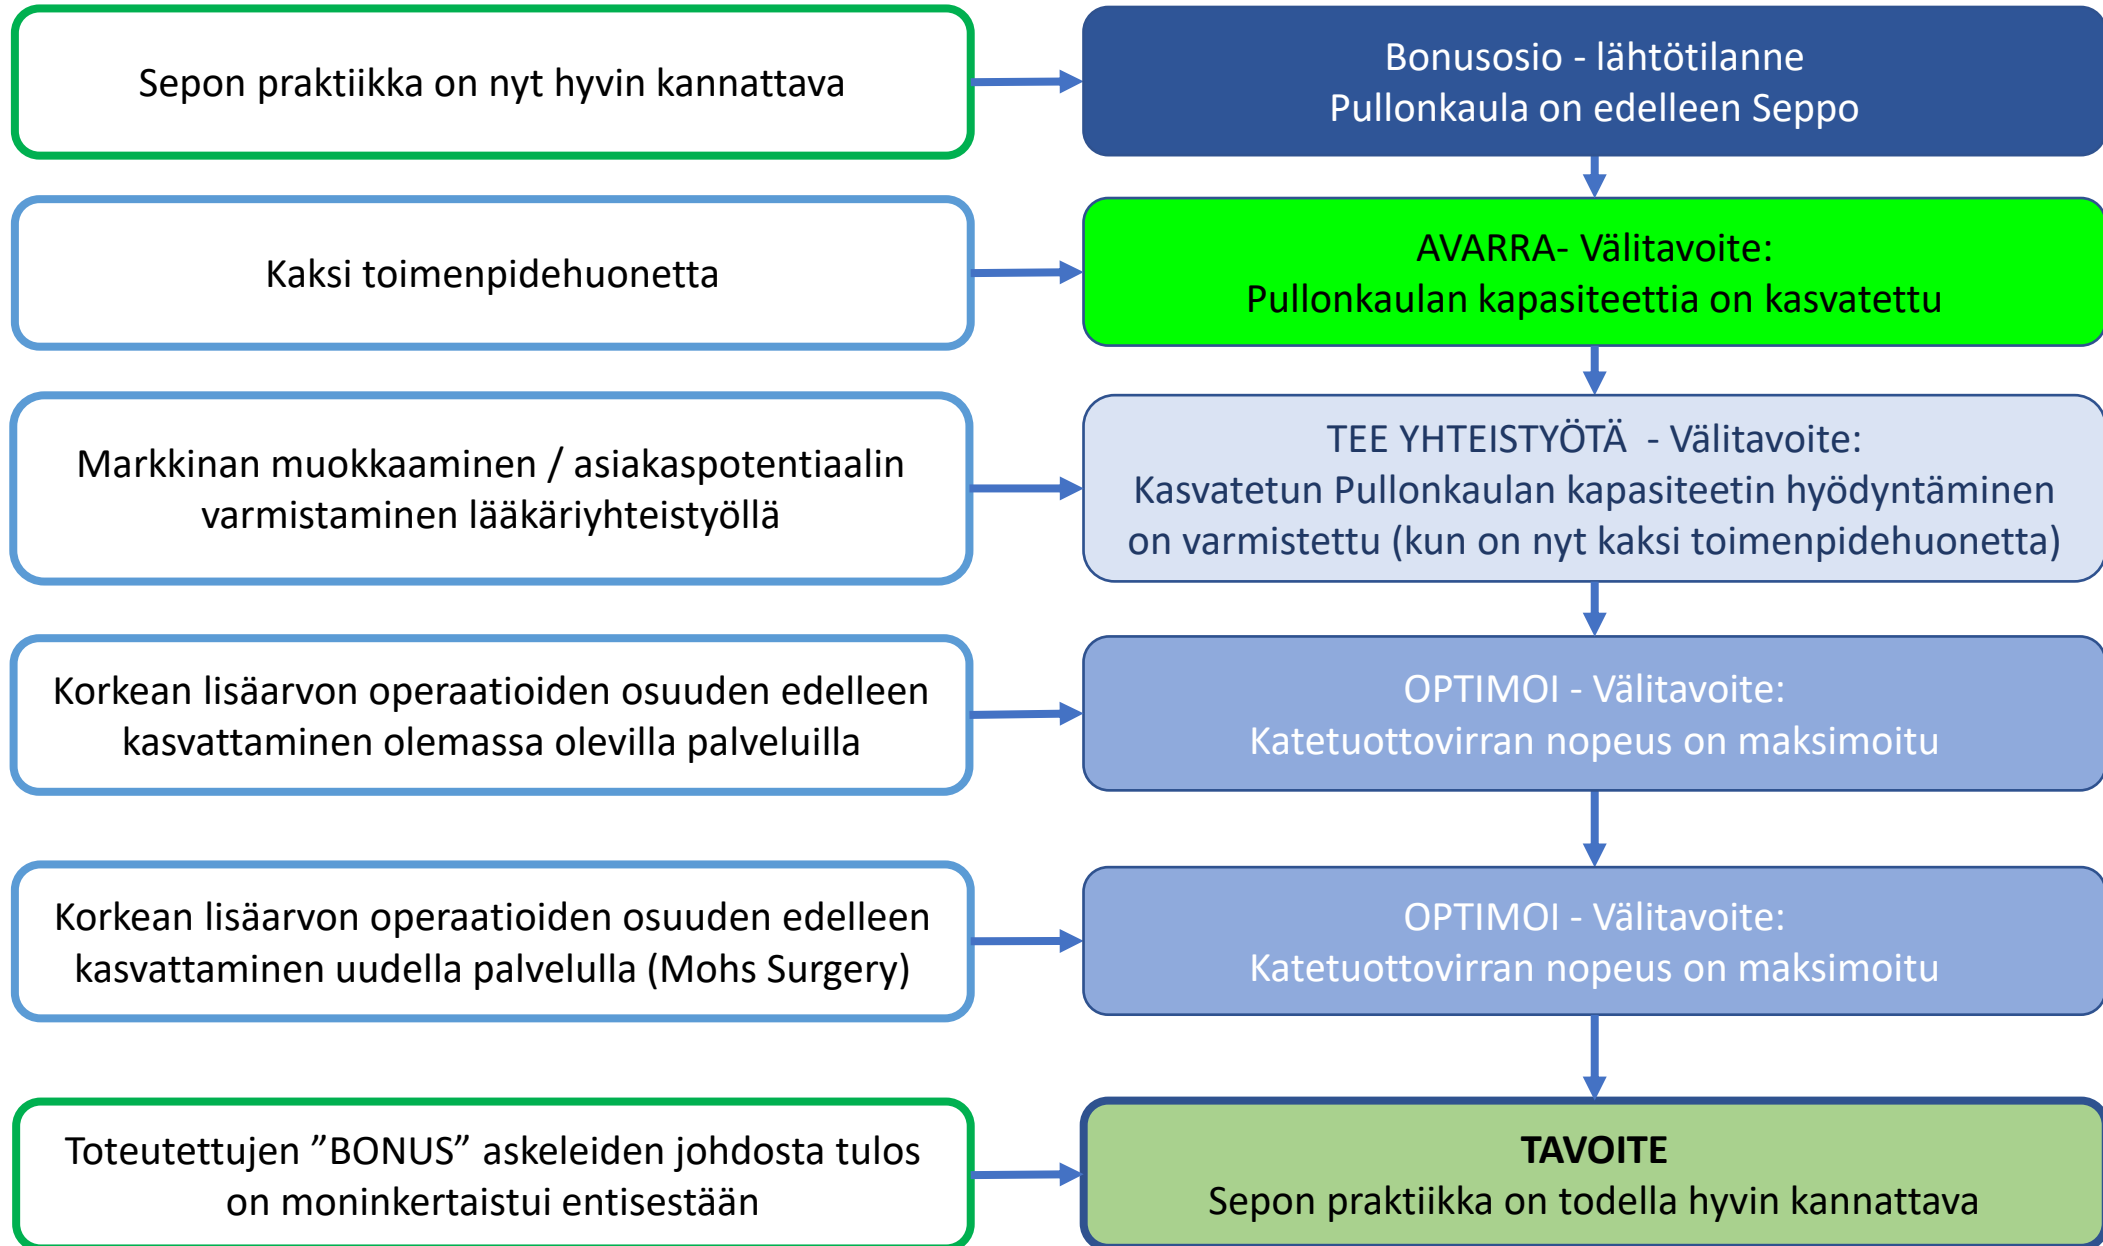 Sepon praktiikka on nyt hyvin kannattava
Bonusosio - lähtötilanne
Pullonkaula on edelleen Seppo
Kaksi toimenpidehuonetta
AVARRA- Välitavoite:
Pullonkaulan kapasiteettia on kasvatettu
Markkinan muokkaaminen / asiakaspotentiaalin
varmistaminen lääkäriyhteistyöllä
TEE YHTEISTYÖTÄ - Välitavoite:
Kasvatetun Pullonkaulan kapasiteetin hyödyntäminen
on varmistettu (kun on nyt kaksi toimenpidehuonetta)
Korkean lisäarvon operaatioiden osuuden edelleen
kasvattaminen olemassa olevilla palveluilla
OPTIMOI - Välitavoite:
Katetuottovirran nopeus on maksimoitu
Korkean lisäarvon operaatioiden osuuden edelleen
kasvattaminen uudella palvelulla (Mohs Surgery)
OPTIMOI - Välitavoite:
Katetuottovirran nopeus on maksimoitu
Toteutettujen ”BONUS” askeleiden johdosta tulos
on moninkertaistui entisestään
TAVOITE
Sepon praktiikka on todella hyvin kannattava